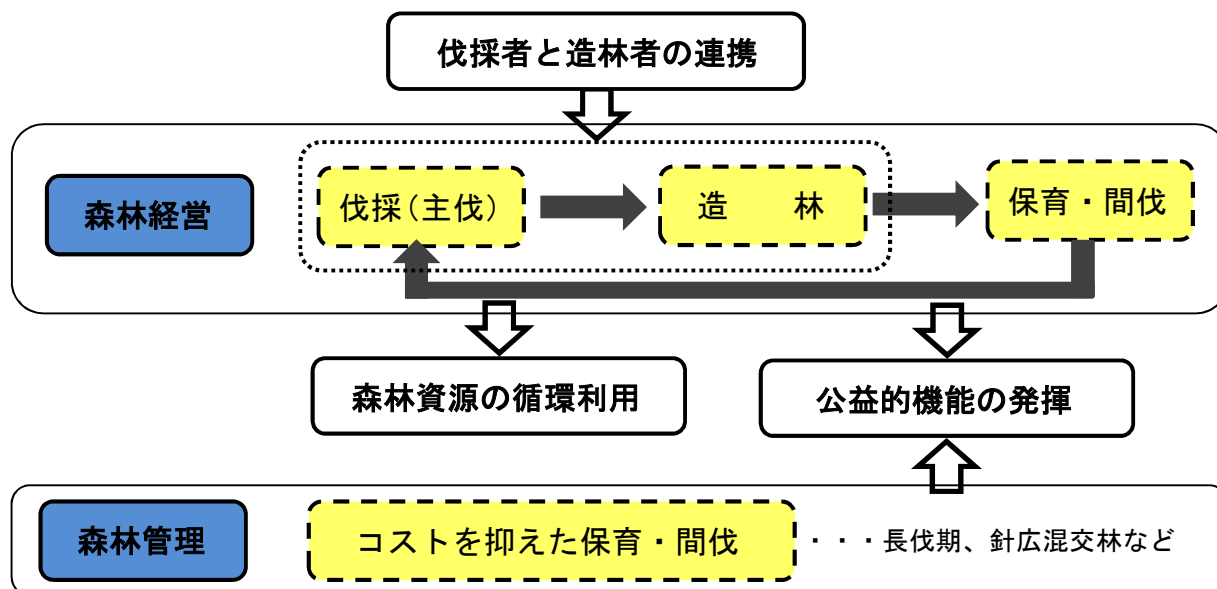 伐採者と造林者の連携
森林経営
伐採（主伐）
造　　林
保育・間伐
森林資源の循環利用
公益的機能の発揮
森林管理
コストを抑えた保育・間伐
・・・長伐期、針広混交林など